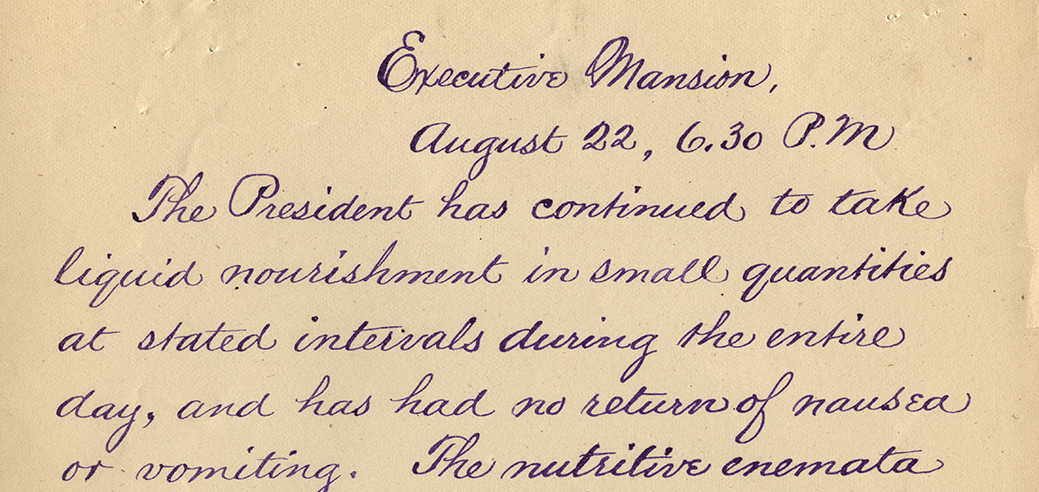 Executive Mansion,
August 22, 6.30 P.M
The President has continued to take
liquid nourishment in small quantities
at stated intervals during the entire
day, and has had no return of nausea
or vomiting. The nutritive enemata